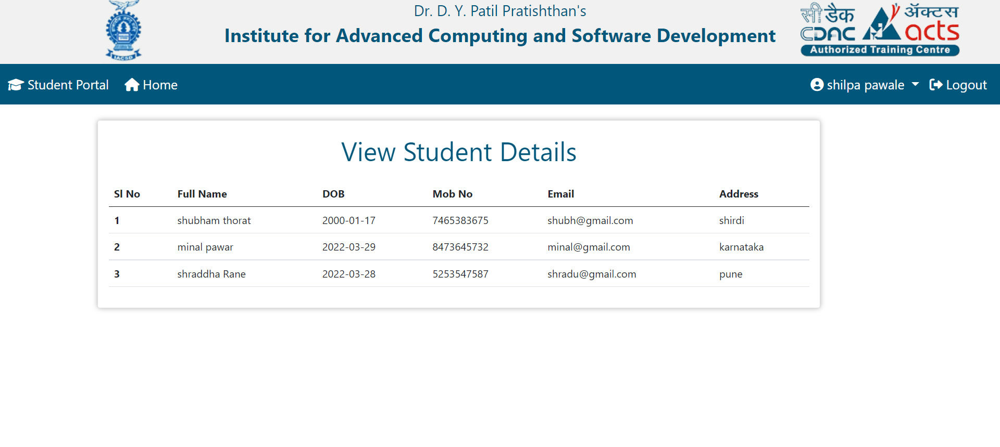 Dr. D. Y. Patil Pratishthan's
Institute for Advanced Computing and Software Development
IACSD
सी डैक
CDAC
ॲक्टस
acts
Authorized Training Centre
Student Portal Home shilpa pawale Logout
View Student Details
Sl No Full Name DOB Mob No Email Address
1 shubham thorat 2000-01-17 7465383675 shubh@gmail.com shirdi
2 minal pawar 2022-03-29 8473645732 minal@gmail.com karnataka
3 shraddha Rane 2022-03-28 5253547587 shradu@gmail.com pune